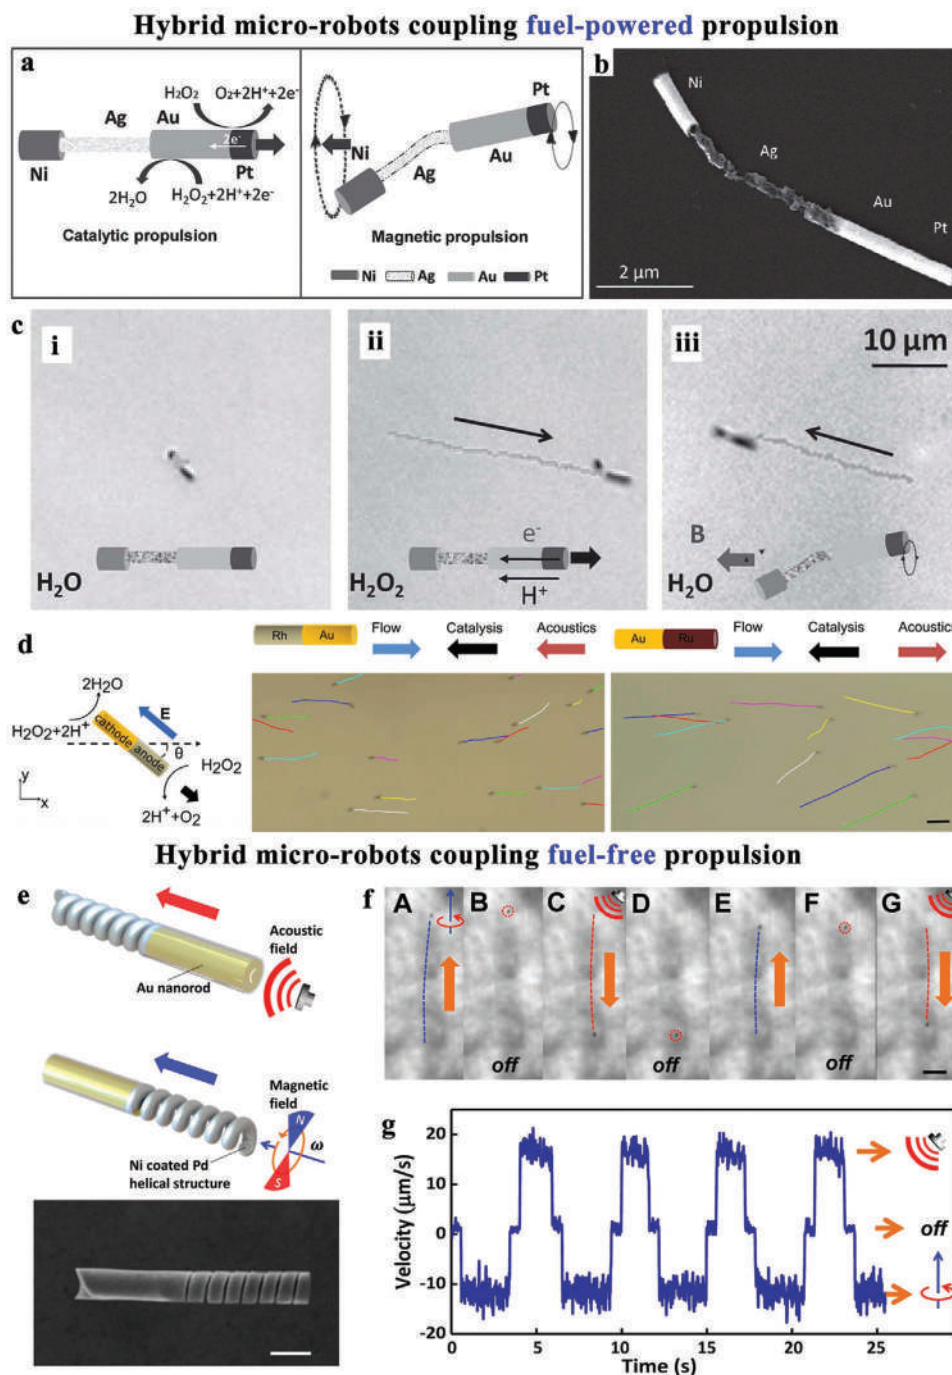 Hybrid micro-robots coupling fuel-powered propulsion
a
H₂O₂ O₂+2H⁺+2e⁻
Ag Au
2e⁻
Ni Pt
2H₂O H₂O₂+2H⁺+2e⁻
Catalytic propulsion
Pt
Ni
Ag
Au
Magnetic propulsion
Ni Ag Au Pt
b
Ni
Ag
Au
Pt
2 µm
c
i
H₂O
ii
e⁻
H₂O₂
H⁺
iii
10 µm
B
H₂O
d
2H₂O
H₂O₂+2H⁺
cathode anode
E
θ
H₂O₂
y
x
2H⁺+O₂
Rh Au
Flow Catalysis Acoustics
Au Ru
Flow Catalysis Acoustics
Hybrid micro-robots coupling fuel-free propulsion
e
Acoustic
field
Au nanorod
Magnetic
field
N
ω
S
Ni coated Pd
helical structure
f
A B C D E F G
off off off
g
Velocity (µm/s)
20
10
0
-10
-20
0 5 10 15 20 25
Time (s)
off